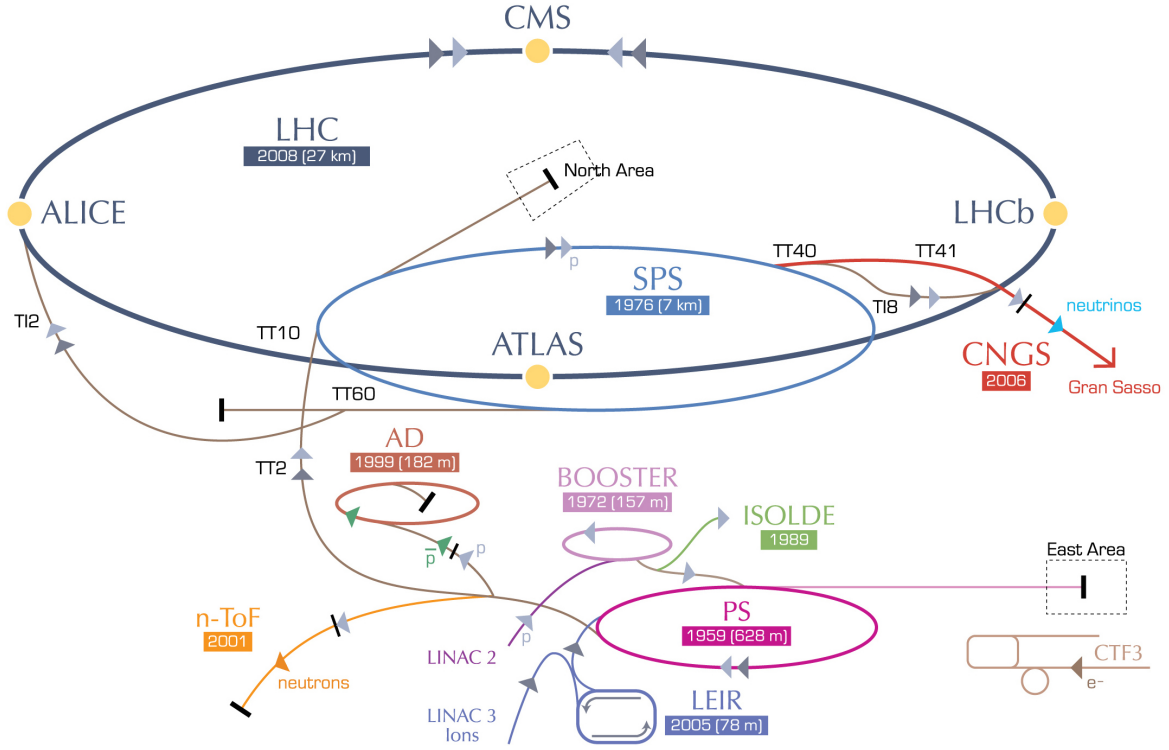 CMS
LHC
2008 (27 km)
North Area
ALICE
LHCb
TT40
TT41
SPS
1976 (7 km)
p
TI8
neutrinos
TI2
TT10
ATLAS
CNGS
2006
Gran Sasso
TT60
AD
1999 (182 m)
TT2
BOOSTER
1972 (157 m)
ISOLDE
1989
p̅
p
East Area
n-ToF
2001
PS
1959 (628 m)
p
LINAC 2
neutrons
CTF3
e-
LINAC 3
Ions
LEIR
2005 (78 m)